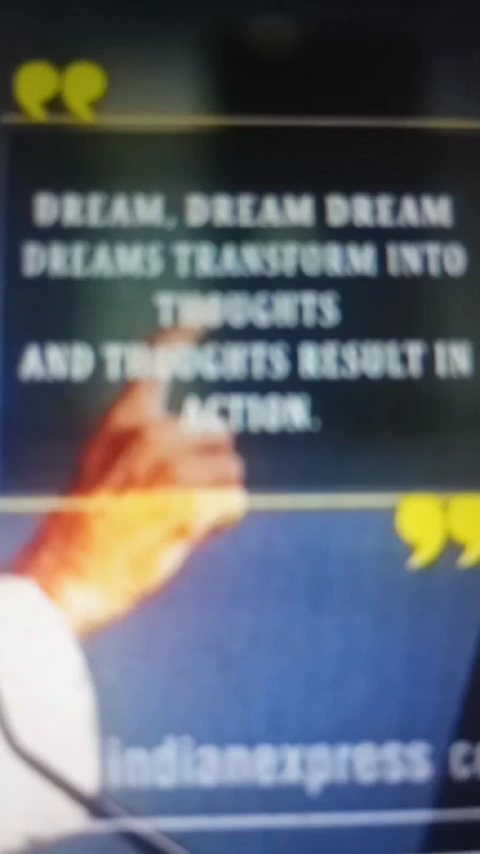 DREAM, DREAM DREAM
DREAMS TRANSFORM INTO
THOUGHTS
AND THOUGHTS RESULT IN
ACTION.
indianexpress